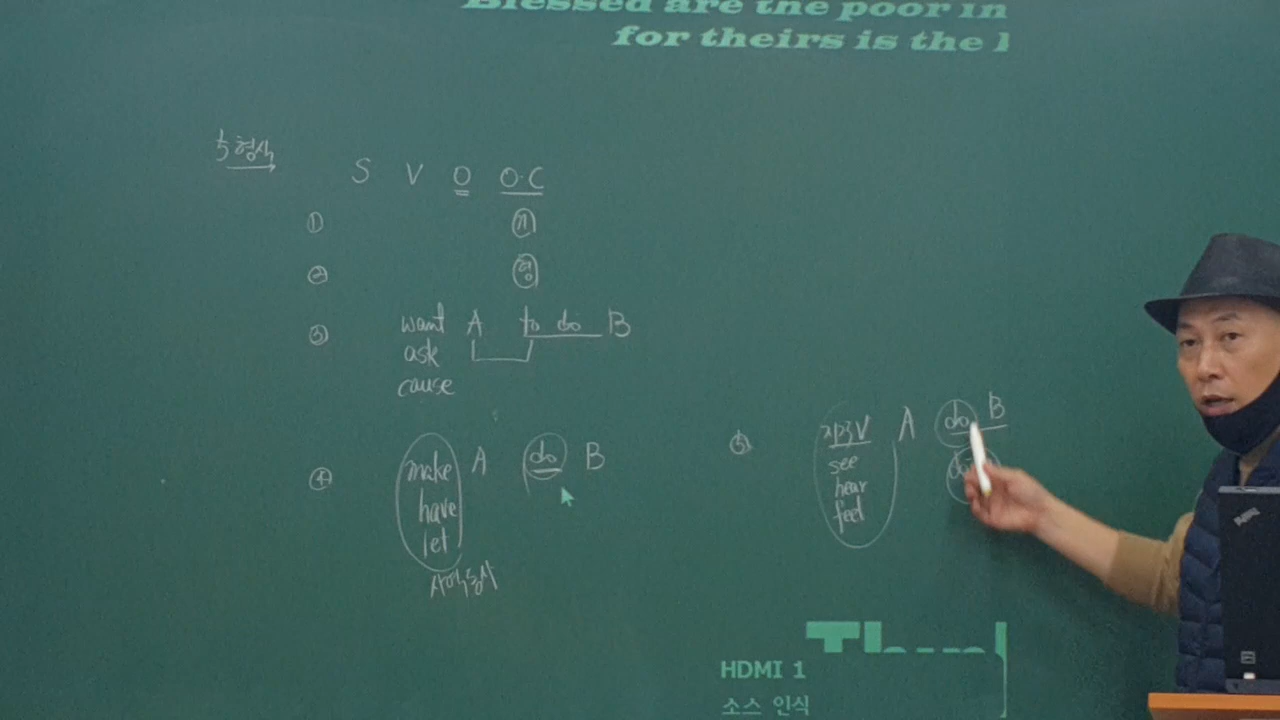 Blessed are the poor in
for theirs is the
5형식
S V O O.C
① 명
② 형
③ want A to do B
ask
cause
④ make A do B
have
let
사역동사
⑤ 지각V A do B
see
hear
feel
HDMI 1
소스 인식